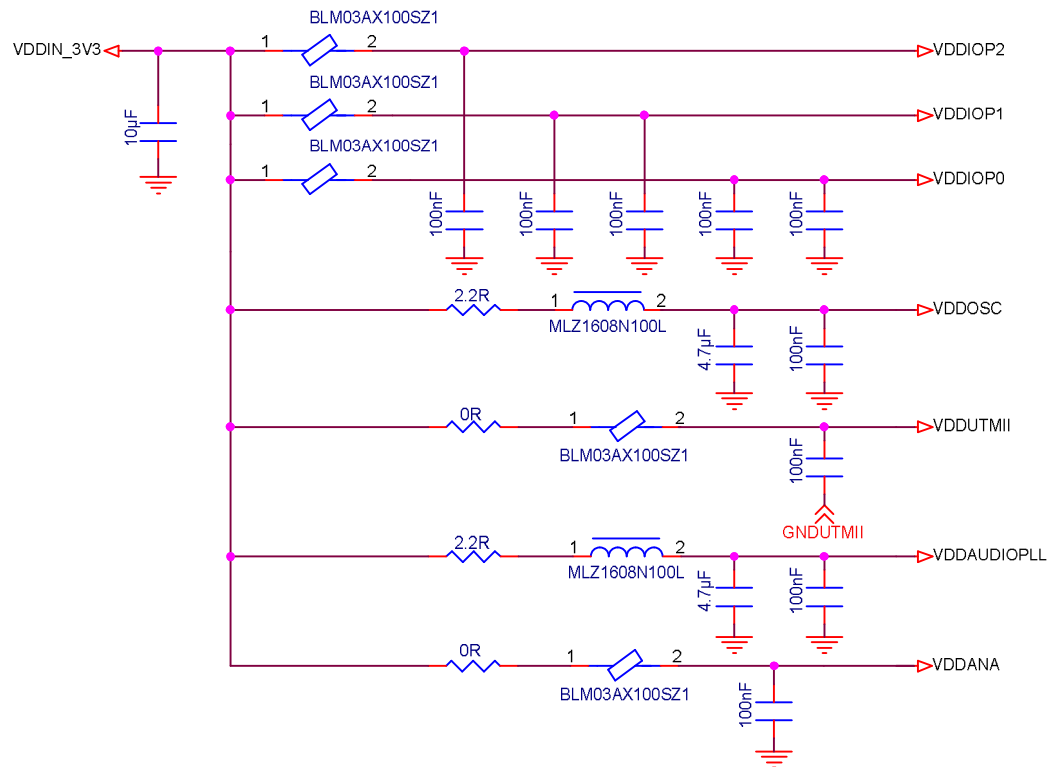 BLM03AX100SZ1
VDDIN_3V3 1 2 VDDIOP2
BLM03AX100SZ1
1 2 VDDIOP1
10µF
BLM03AX100SZ1
1 2 VDDIOP0
100nF 100nF 100nF 100nF 100nF
2.2R 1 2 VDDOSC
MLZ1608N100L
4.7µF 100nF
0R 1 2 VDDUTMII
BLM03AX100SZ1
100nF
GNDUTMII
2.2R 1 2 VDDAUDIOPLL
MLZ1608N100L
4.7µF 100nF
0R 1 2 VDDANA
BLM03AX100SZ1
100nF